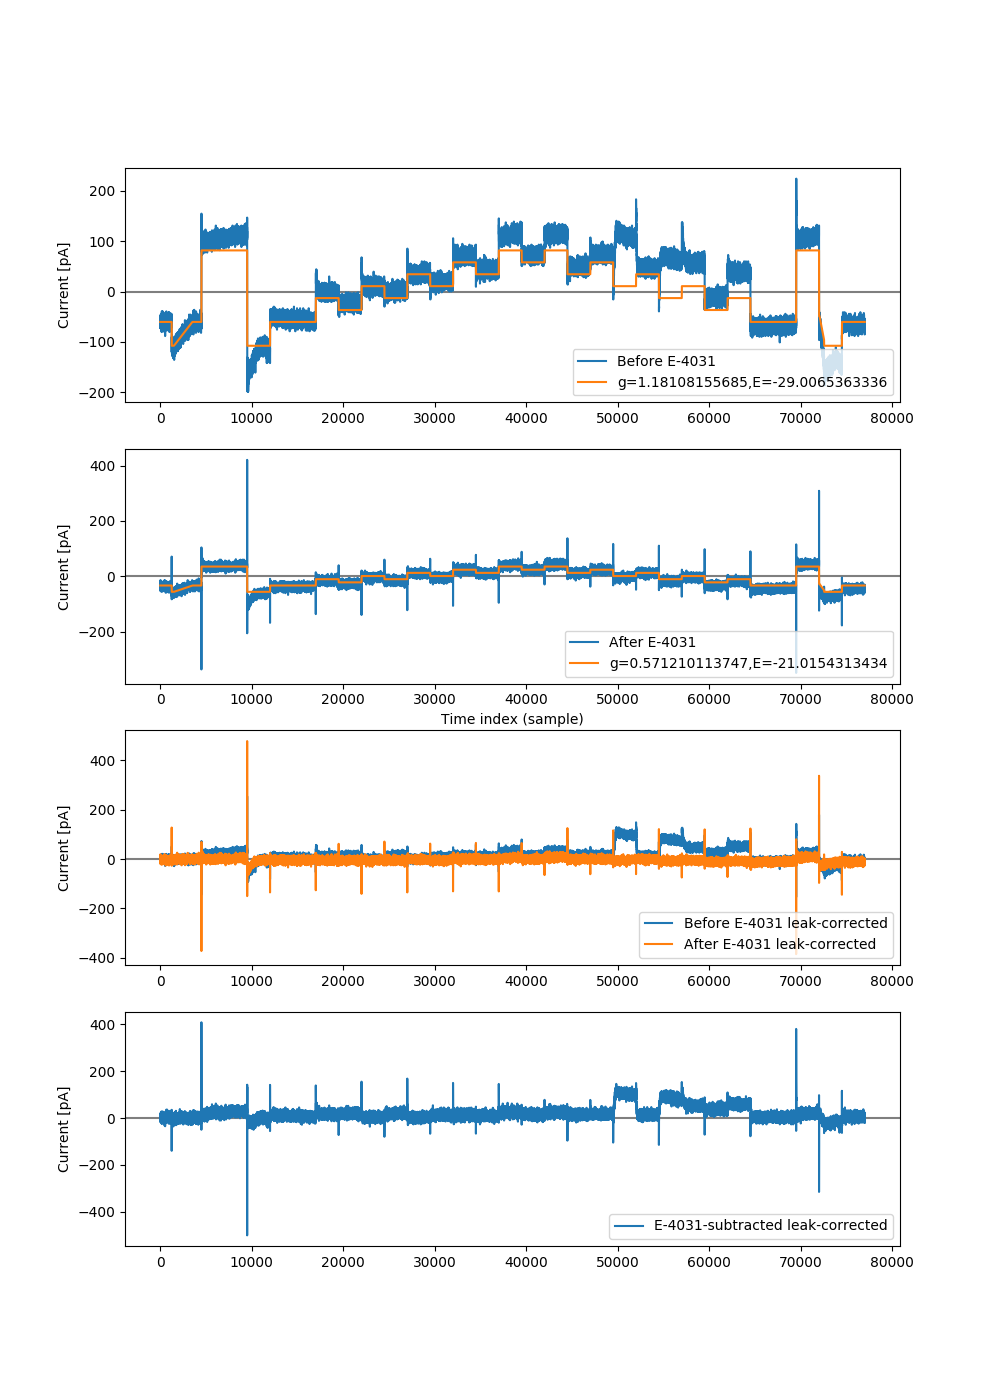 200
100
0
−100
−200
Current [pA]
Before E-4031
g=1.18108155685,E=-29.0065363336
0 10000 20000 30000 40000 50000 60000 70000 80000
400
200
0
−200
Current [pA]
After E-4031
g=0.571210113747,E=-21.0154313434
0 10000 20000 30000 40000 50000 60000 70000 80000
Time index (sample)
400
200
0
−200
−400
Current [pA]
Before E-4031 leak-corrected
After E-4031 leak-corrected
0 10000 20000 30000 40000 50000 60000 70000 80000
400
200
0
−200
−400
Current [pA]
E-4031-subtracted leak-corrected
0 10000 20000 30000 40000 50000 60000 70000 80000